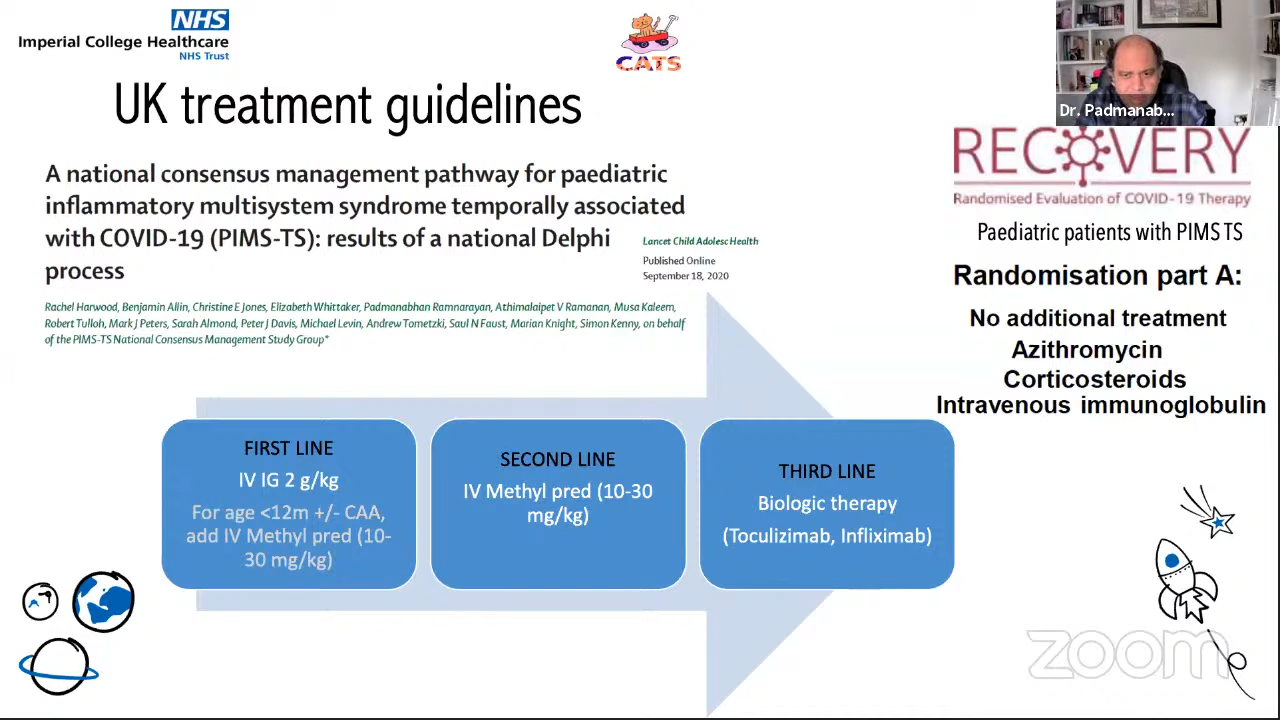 NHS
Imperial College Healthcare
NHS Trust
CATS
Dr. Padmanab...
UK treatment guidelines
A national consensus management pathway for paediatric
inflammatory multisystem syndrome temporally associated
with COVID-19 (PIMS-TS): results of a national Delphi
process
Lancet Child Adolesc Health
Published Online
September 18, 2020
Rachel Harwood, Benjamin Allin, Christine E Jones, Elizabeth Whittaker, Padmanabhan Ramnarayan, Athimalaipet V Ramanan, Musa Kaleem,
Robert Tulloh, Mark J Peters, Sarah Almond, Peter J Davis, Michael Levin, Andrew Tometzki, Saul N Faust, Marian Knight, Simon Kenny, on behalf
of the PIMS-TS National Consensus Management Study Group*
RECOVERY
Randomised Evaluation of COVID-19 Therapy
Paediatric patients with PIMS TS
Randomisation part A:
No additional treatment
Azithromycin
Corticosteroids
Intravenous immunoglobulin
FIRST LINE
IV IG 2 g/kg
For age <12m +/- CAA,
add IV Methyl pred (10-
30 mg/kg)
SECOND LINE
IV Methyl pred (10-30
mg/kg)
THIRD LINE
Biologic therapy
(Toculizimab, Infliximab)
zoom